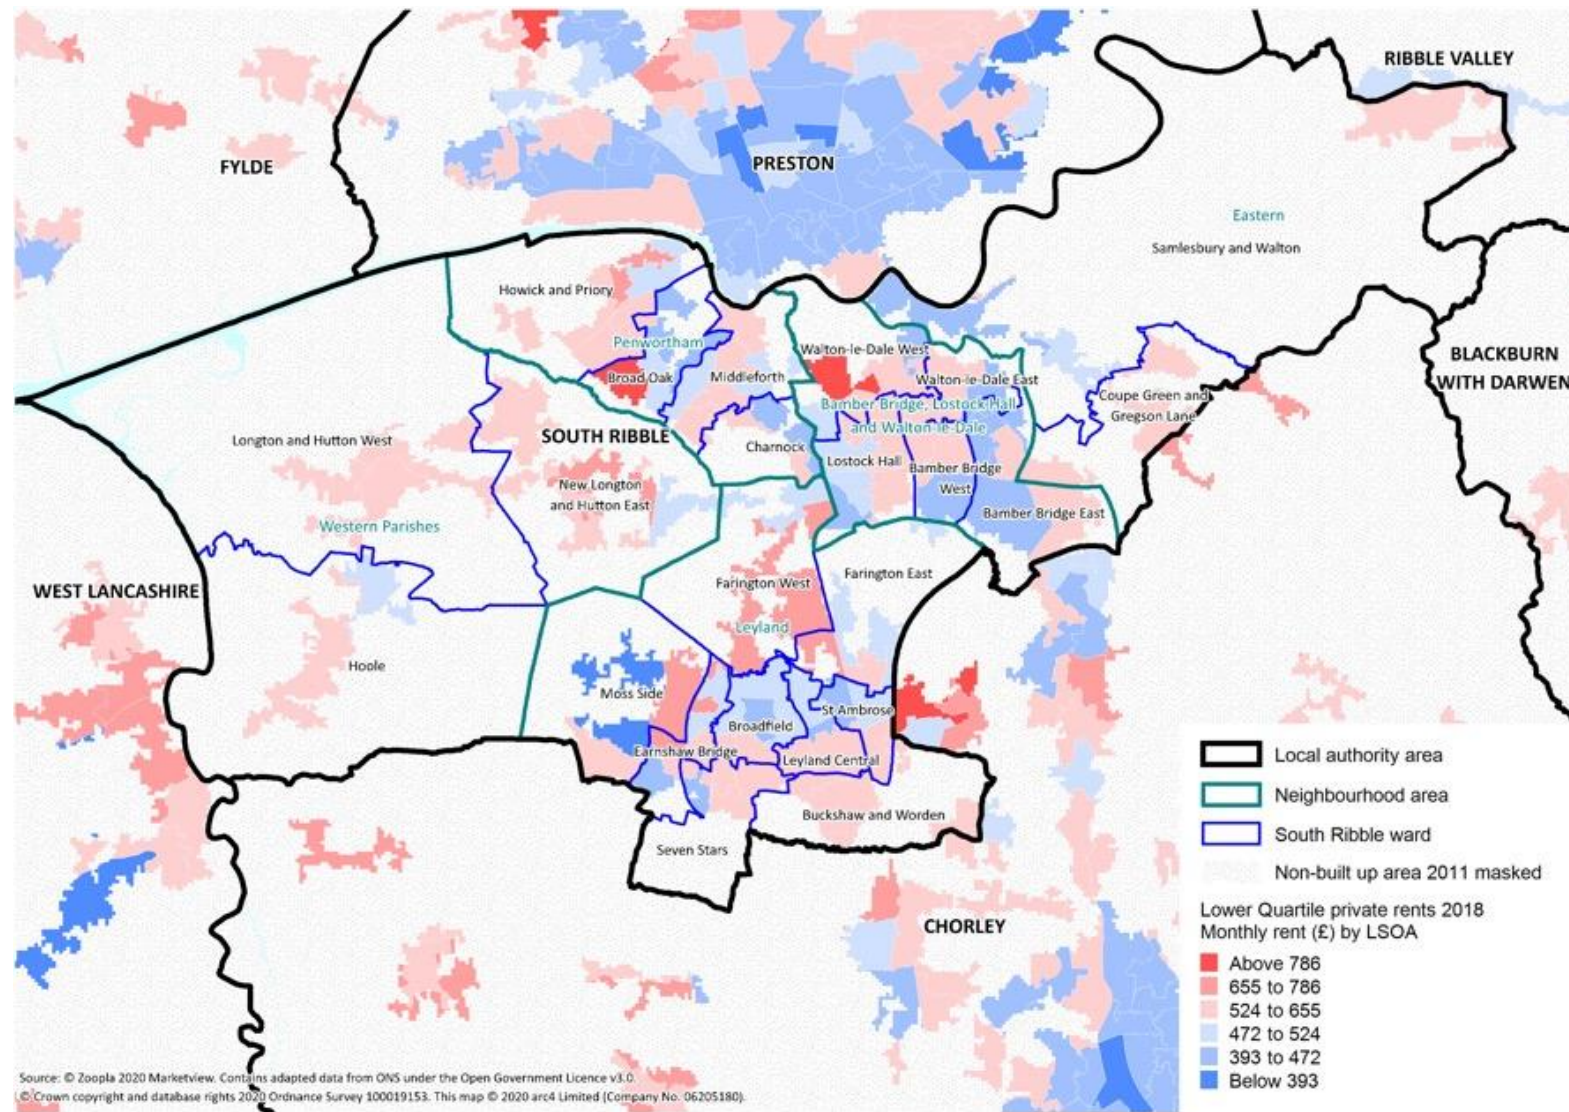 RIBBLE VALLEY
FYLDE
PRESTON
Eastern
Samlesbury and Walton
Howick and Priory
Penwortham
Walton-le-Dale West
BLACKBURN
WITH DARWEN
Broad Oak
Middleforth
Walton-le-Dale East
Coupe Green and
Gregson Lane
Bamber Bridge, Lostock Hall
and Walton-le-Dale
Longton and Hutton West
SOUTH RIBBLE
Charnock
Lostock Hall
Bamber Bridge
West
New Longton
and Hutton East
Bamber Bridge East
Western Parishes
WEST LANCASHIRE
Farington West
Farington East
Leyland
Hoole
Moss Side
St Ambrose
Broadfield
Earnshaw Bridge
Leyland Central
Buckshaw and Worden
Seven Stars
CHORLEY
Local authority area
Neighbourhood area
South Ribble ward
Non-built up area 2011 masked
Lower Quartile private rents 2018
Monthly rent (£) by LSOA
Above 786
655 to 786
524 to 655
472 to 524
393 to 472
Below 393
Source: © Zoopla 2020 Marketview. Contains adapted data from ONS under the Open Government Licence v3.0.
© Crown copyright and database rights 2020 Ordnance Survey 100019153. This map © 2020 arc4 Limited (Company No. 06205180).